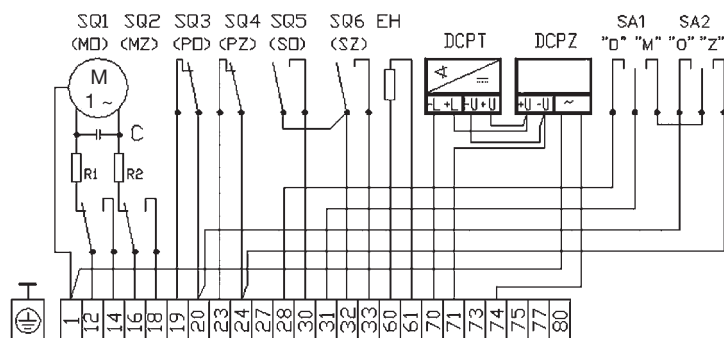 SQ1 SQ2 SQ3 SQ4 SQ5 SQ6 EH DCPT DCPZ SA1 SA2
(MO) (MZ) (PO) (PZ) (SO) (SZ) "D" "M" "O" "Z"
M
1 ~
-L +L -U +U +U -U ~
C
R1 R2
1 12 14 16 18 19 20 23 24 27 28 30 31 32 33 60 61 70 71 73 74 75 77 80